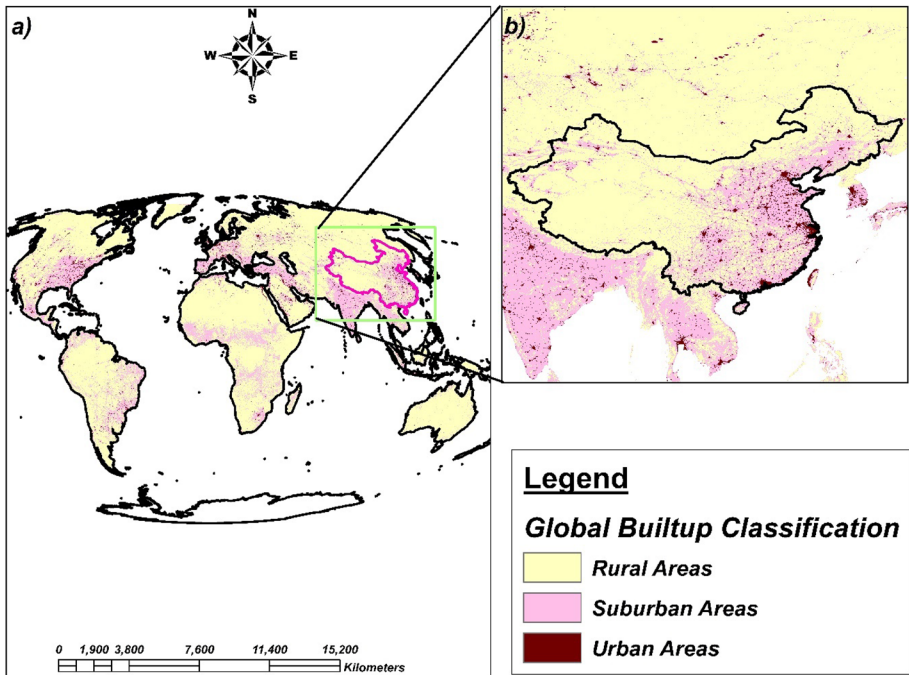 a)
N
W E
S
b)
0 1,900 3,800 7,600 11,400 15,200
Kilometers
Legend
Global Builtup Classification
Rural Areas
Suburban Areas
Urban Areas